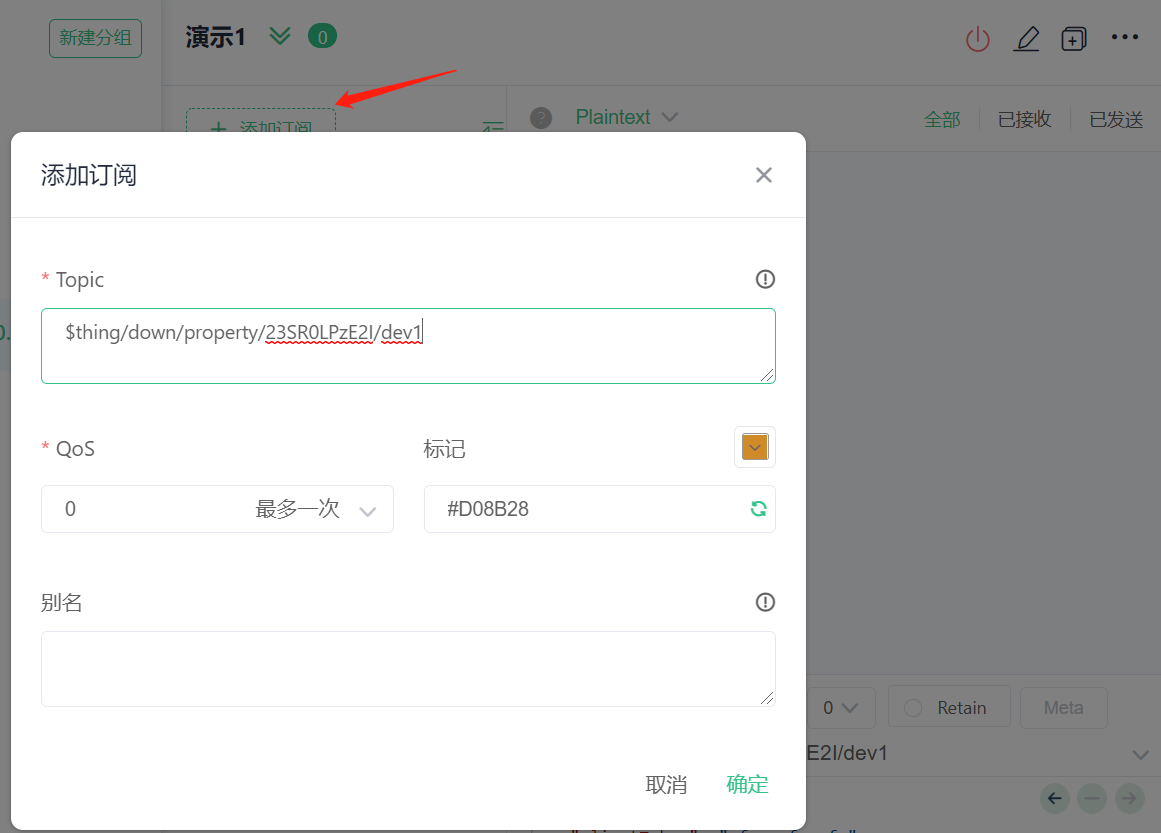 新建分组
演示1
0
添加订阅
Plaintext
全部
已接收
已发送
添加订阅
* Topic
$thing/down/property/23SR0LPzE2I/dev1
* QoS
标记
0
最多一次
#D08B28
别名
取消
确定
0
Retain
Meta
E2I/dev1